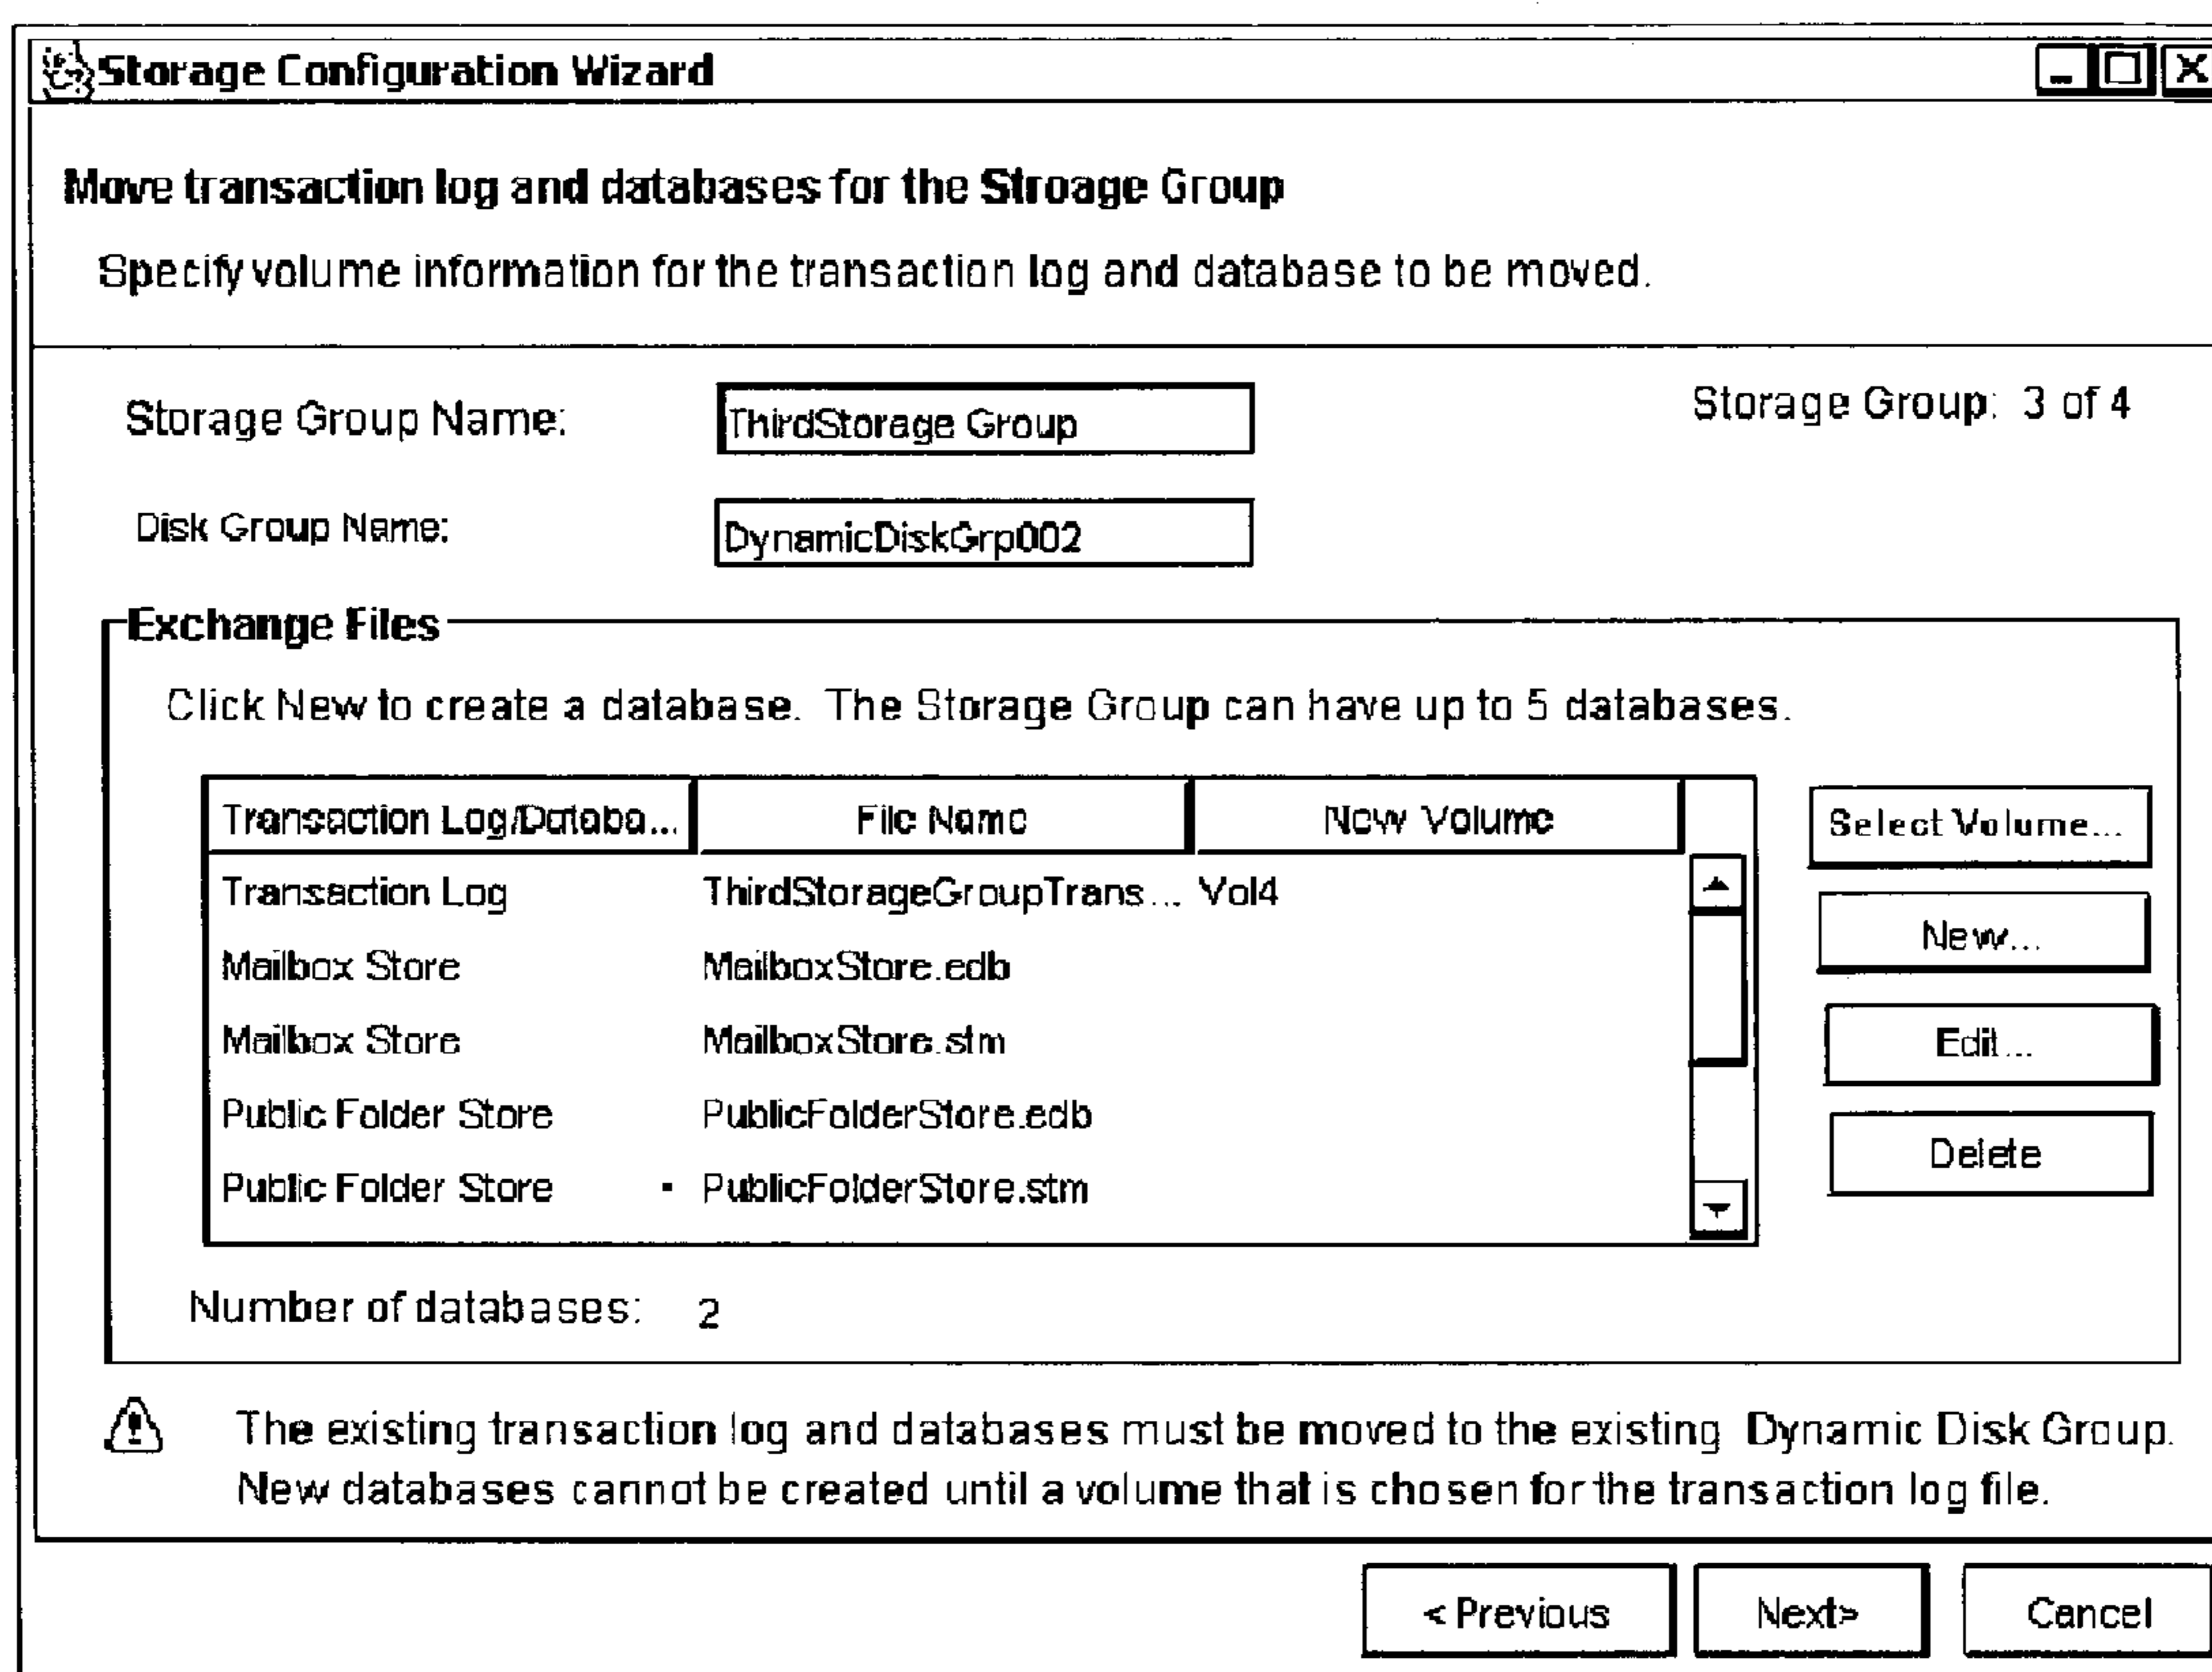 Storage Configuration Wizard
Move transaction log and databases for the Stroage Group
Specify volume information for the transaction log and database to be moved.
Storage Group Name: ThirdStorage Group Storage Group: 3 of 4
Disk Group Name: DynamicDiskGrp002
Exchange Files
Click New to create a database. The Storage Group can have up to 5 databases.
Transaction Log/Databa... File Name New Volume
Select Volume...
Transaction Log ThirdStorageGroupTrans... Vol4
New...
Mailbox Store MailboxStore.edb
Mailbox Store MailboxStore.stm
Edit...
Public Folder Store PublicFolderStore.edb
Delete
Public Folder Store PublicFolderStore.stm
Number of databases: 2
The existing transaction log and databases must be moved to the existing Dynamic Disk Group.
New databases cannot be created until a volume that is chosen for the transaction log file.
< Previous Next> Cancel